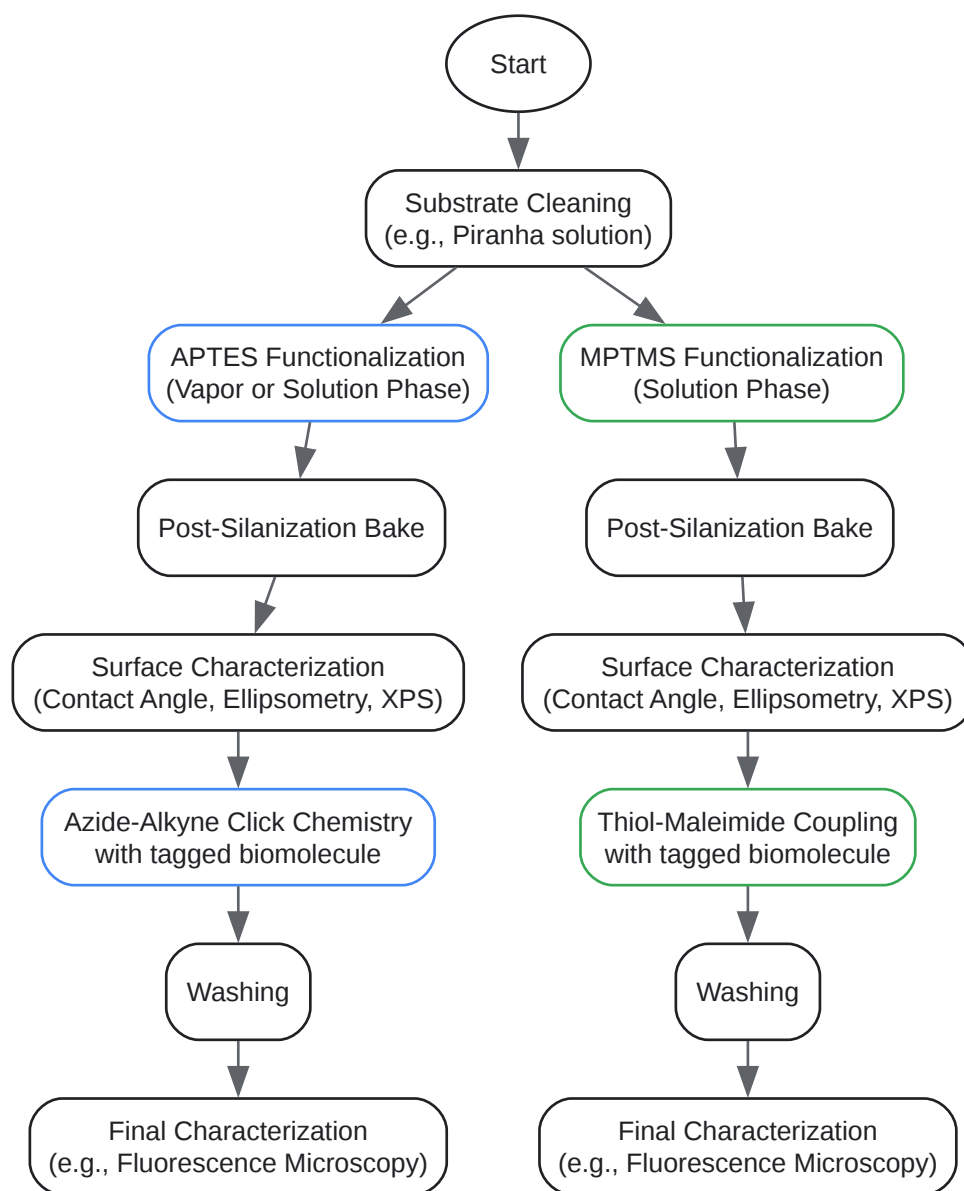 Start
Substrate Cleaning
(e.g., Piranha solution)
APTES Functionalization
(Vapor or Solution Phase)
MPTMS Functionalization
(Solution Phase)
Post-Silanization Bake
Post-Silanization Bake
Surface Characterization
(Contact Angle, Ellipsometry, XPS)
Surface Characterization
(Contact Angle, Ellipsometry, XPS)
Azide-Alkyne Click Chemistry
with tagged biomolecule
Thiol-Maleimide Coupling
with tagged biomolecule
Washing
Washing
Final Characterization
(e.g., Fluorescence Microscopy)
Final Characterization
(e.g., Fluorescence Microscopy)